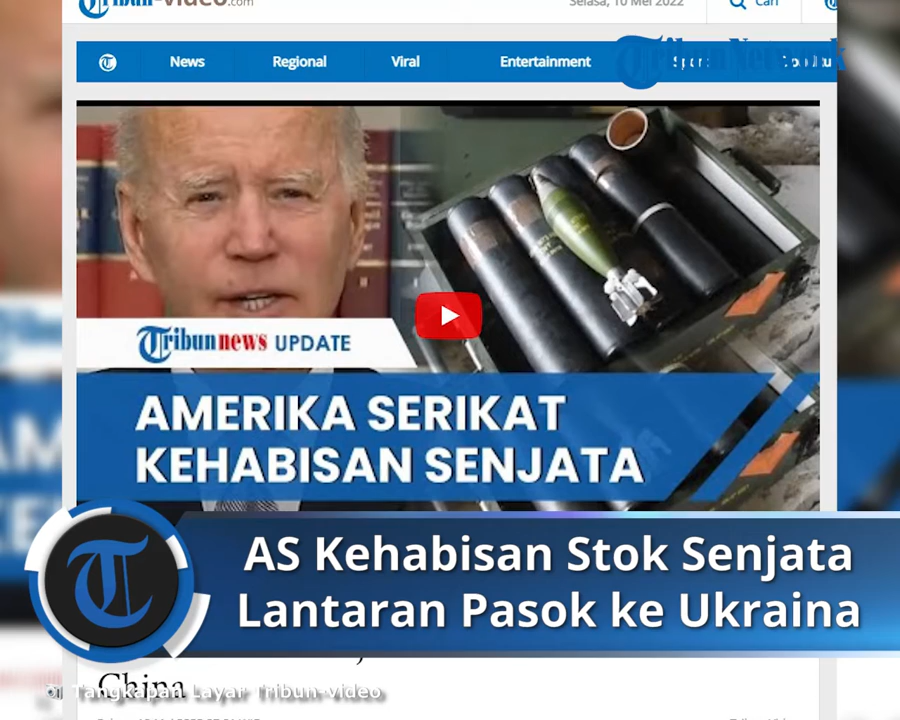 Tribun-video.com
Selasa, 10 Mei 2022
Cari
News Regional Viral Entertainment
Tribun Network
Tribunnews UPDATE
AMERIKA SERIKAT
KEHABISAN SENJATA
AS Kehabisan Stok Senjata
Lantaran Pasok ke Ukraina
China
Tangkapan Layar Tribun-video